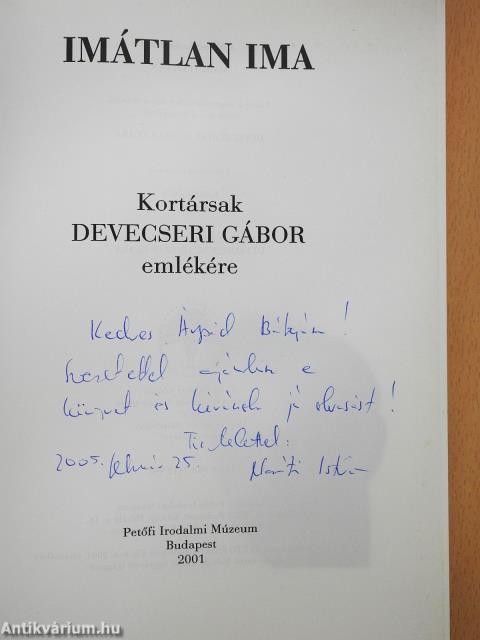 IMÁTLAN IMA
Kortársak
DEVECSERI GÁBOR
emlékére
Kedves Árpád Bátyám!
Szeretettel ajánlom e
könyvet és kívánok jó olvasást!
Tisztelettel:
2005. február 25. István
Petőfi Irodalmi Múzeum
Budapest
2001
Antikvárium.hu